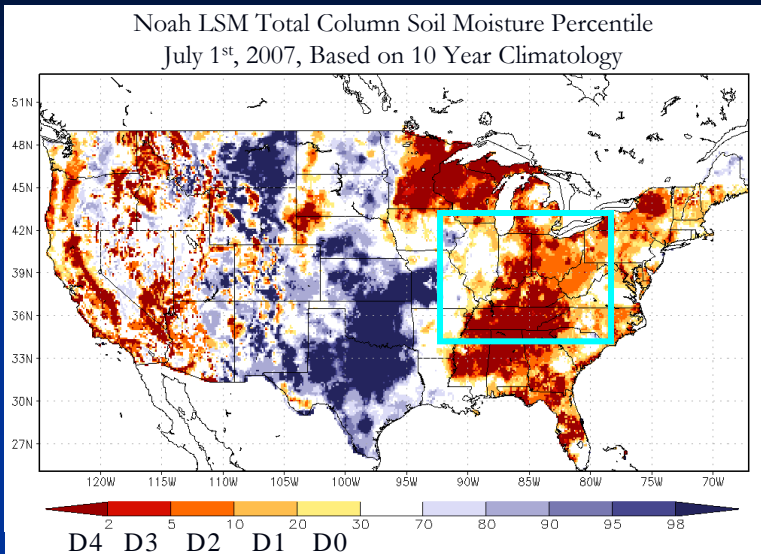 Noah LSM Total Column Soil Moisture Percentile
July 1st, 2007, Based on 10 Year Climatology
51N
48N
45N
42N
39N
36N
33N
30N
27N
120W 115W 110W 105W 100W 95W 90W 85W 80W 75W 70W
2 5 10 20 30 70 80 90 95 98
D4 D3 D2 D1 D0